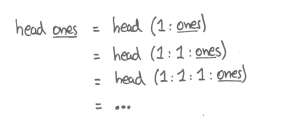 head ones = head (1: ones)
= head (1: 1: ones)
= head (1: 1: 1: ones)
= ...